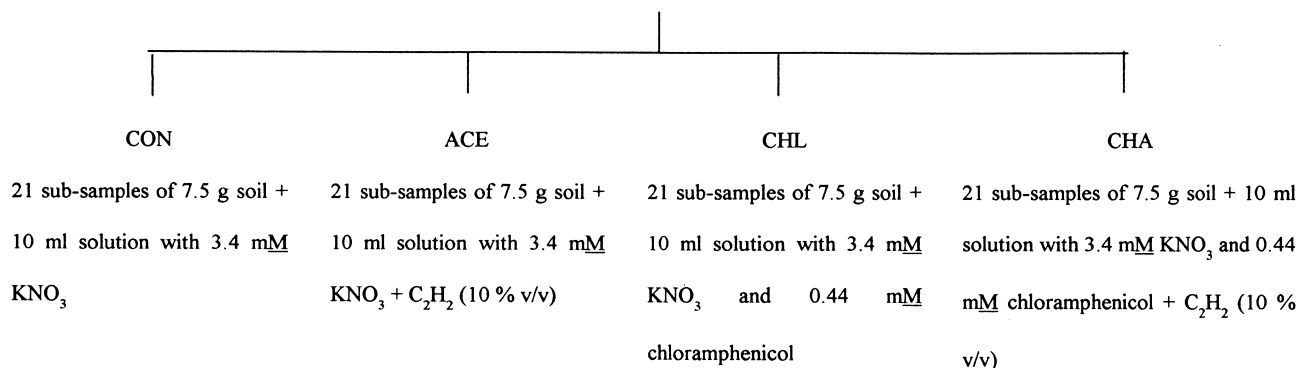 CON
21 sub-samples of 7.5 g soil +
10 ml solution with 3.4 mM
KNO₃
ACE
21 sub-samples of 7.5 g soil +
10 ml solution with 3.4 mM
KNO₃ + C₂H₂ (10 % v/v)
CHL
21 sub-samples of 7.5 g soil +
10 ml solution with 3.4 mM
KNO₃ and 0.44 mM
chloramphenicol
CHA
21 sub-samples of 7.5 g soil + 10 ml
solution with 3.4 mM KNO₃ and 0.44
mM chloramphenicol + C₂H₂ (10 %
v/v)